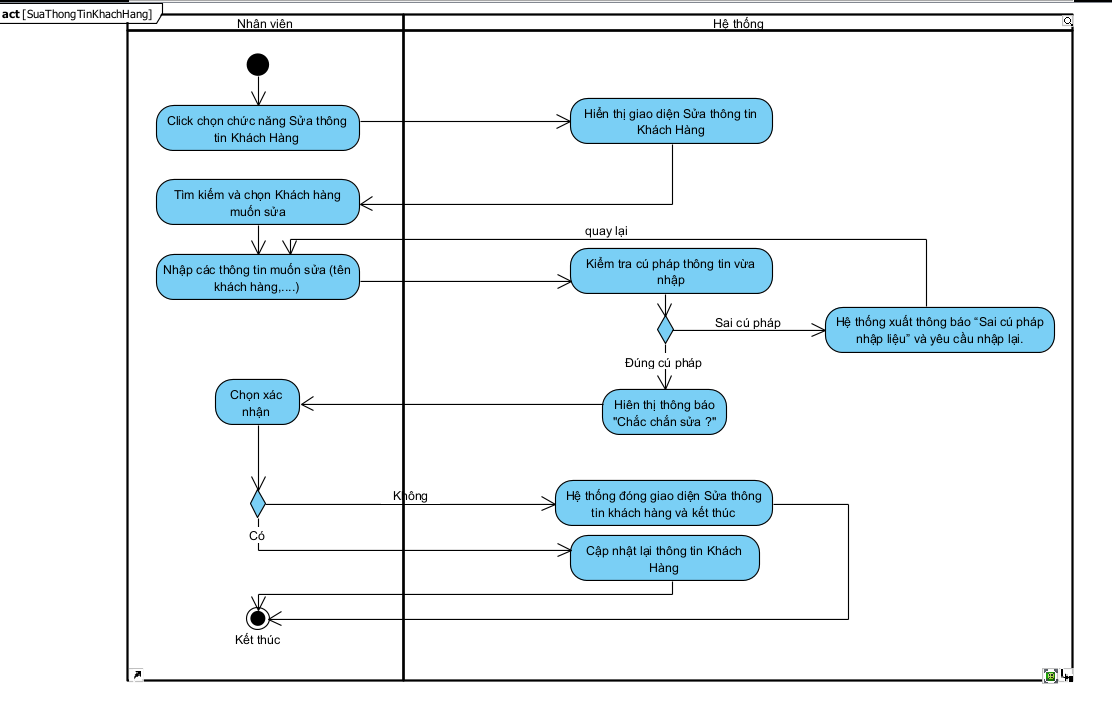 act [SuaThongTinKhachHang]
Nhân viên
Hệ thống
Click chọn chức năng Sửa thông
tin Khách Hàng
Hiển thị giao diện Sửa thông tin
Khách Hàng
Tìm kiếm và chọn Khách hàng
muốn sửa
quay lại
Nhập các thông tin muốn sửa (tên
khách hàng,....)
Kiểm tra cú pháp thông tin vừa
nhập
Sai cú pháp
Hệ thống xuất thông báo “Sai cú pháp
nhập liệu” và yêu cầu nhập lại.
Đúng cú pháp
Chọn xác
nhận
Hiên thị thông báo
"Chắc chắn sửa ?"
Không
Hệ thống đóng giao diện Sửa thông
tin khách hàng và kết thúc
Có
Cập nhật lại thông tin Khách
Hàng
Kết thúc